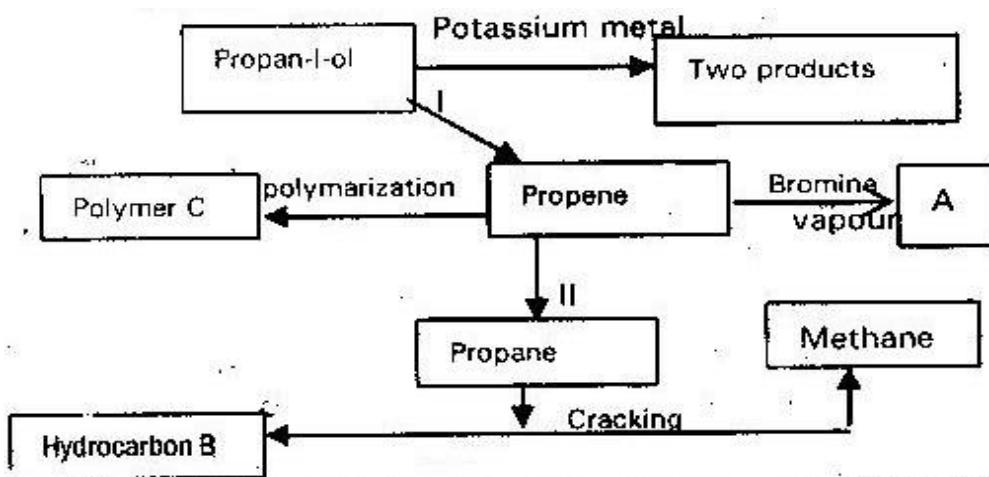 Potassium metal
Propan-I-ol
Two products
I
Propene
polymarization
Polymer C
Bromine
vapour
A
II
Propane
Methane
Cracking
Hydrocarbon B